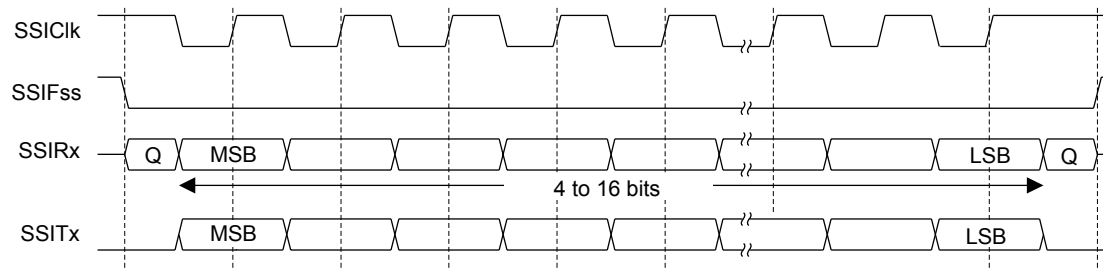 SSIClk
SSIFss
SSIRx Q MSB LSB Q
4 to 16 bits
SSITx MSB LSB